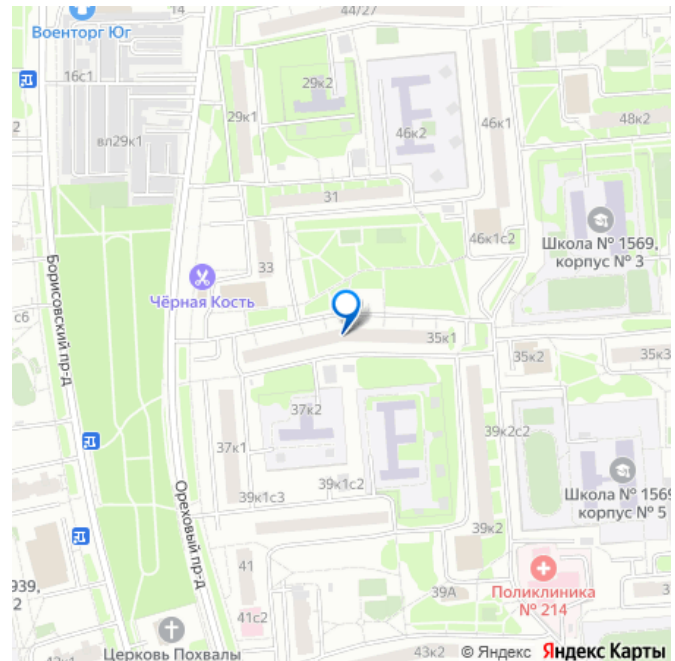 44/27
14
Военторг Юг
16с1
29к2
29к1
46к2
46к1
48к2
2
вл29к1
31
46к1с2
Школа № 1569,
корпус № 3
33
Чёрная Кость
Борисовский пр-д
с6
35к1
35к2
35к3
37к2
37к1
39к2с2
39к1с3
39к1с2
Школа № 1569
корпус № 5
Ореховый пр-д
39к2
41
39А
Поликлиника
№ 214
939,
2
3
41с2
Церковь Похвалы
43к2
© Яндекс Яндекс Карты